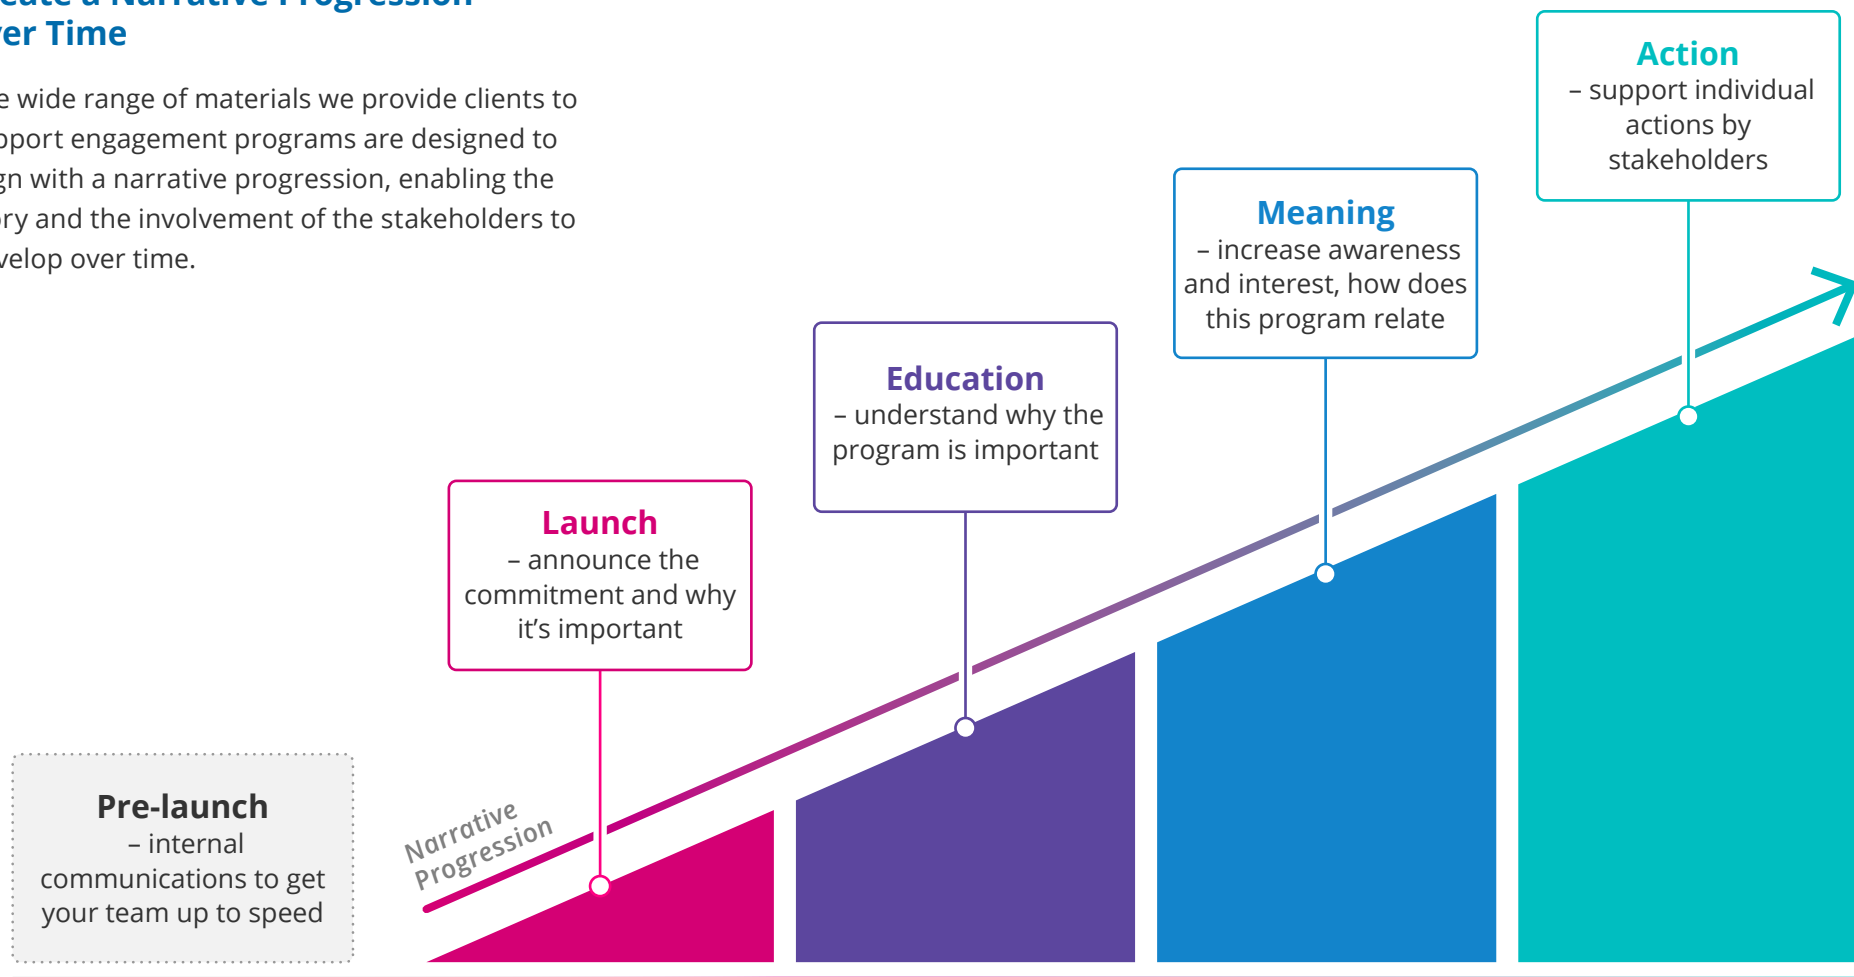 eate a Narrative Progression
er Time
e wide range of materials we provide clients to
pport engagement programs are designed to
gn with a narrative progression, enabling the
ory and the involvement of the stakeholders to
velop over time.
Action
– support individual
actions by
stakeholders
Meaning
– increase awareness
and interest, how does
this program relate
Education
– understand why the
program is important
Launch
– announce the
commitment and why
it’s important
Narrative
Progression
Pre-launch
– internal
communications to get
your team up to speed